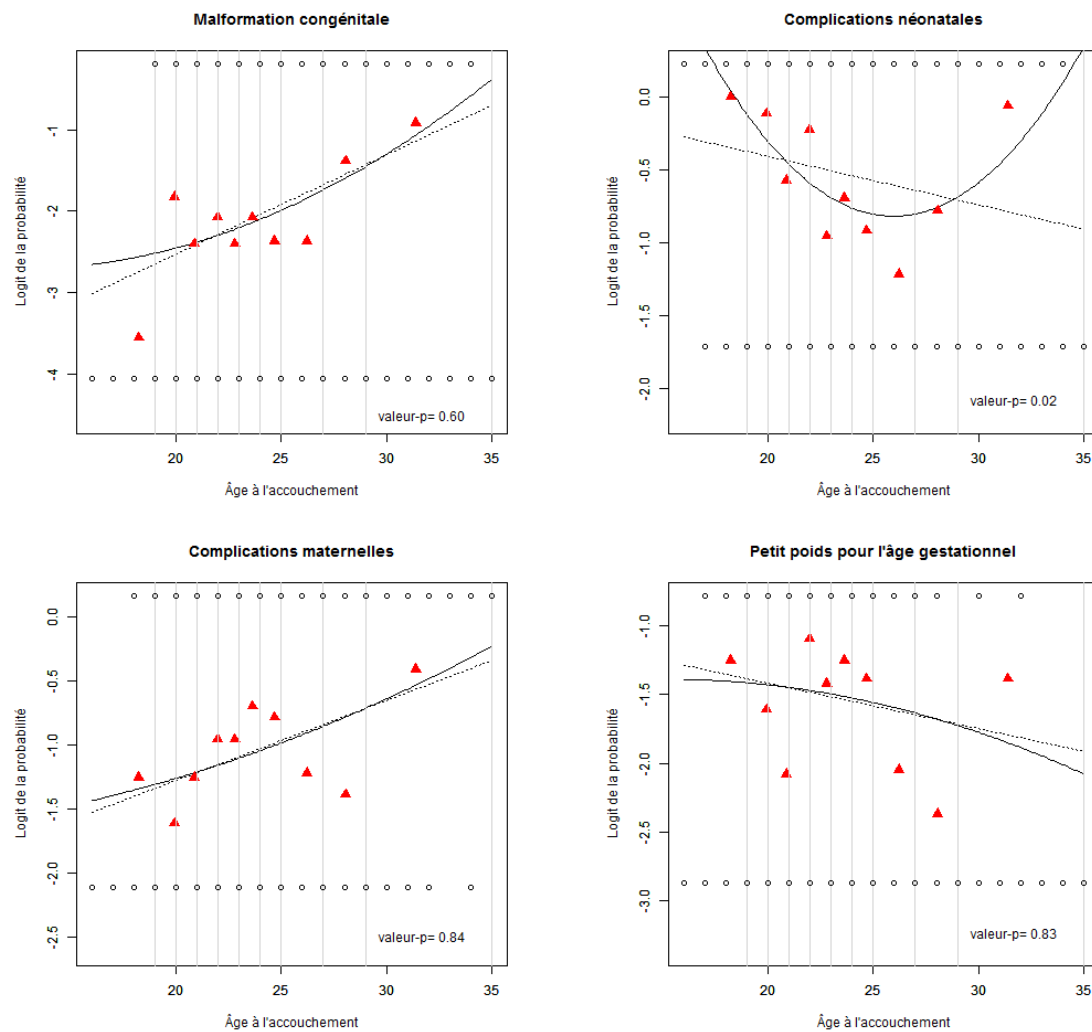 Malformation congénitale
Logit de la probabilité
-1
-2
-3
-4
valeur-p= 0.60
20 25 30 35
Âge à l'accouchement
Complications néonatales
Logit de la probabilité
0.0
-0.5
-1.0
-1.5
-2.0
valeur-p= 0.02
20 25 30 35
Âge à l'accouchement
Complications maternelles
Logit de la probabilité
0.0
-0.5
-1.0
-1.5
-2.0
-2.5
valeur-p= 0.84
20 25 30 35
Âge à l'accouchement
Petit poids pour l'âge gestationnel
Logit de la probabilité
-1.0
-1.5
-2.0
-2.5
-3.0
valeur-p= 0.83
20 25 30 35
Âge à l'accouchement